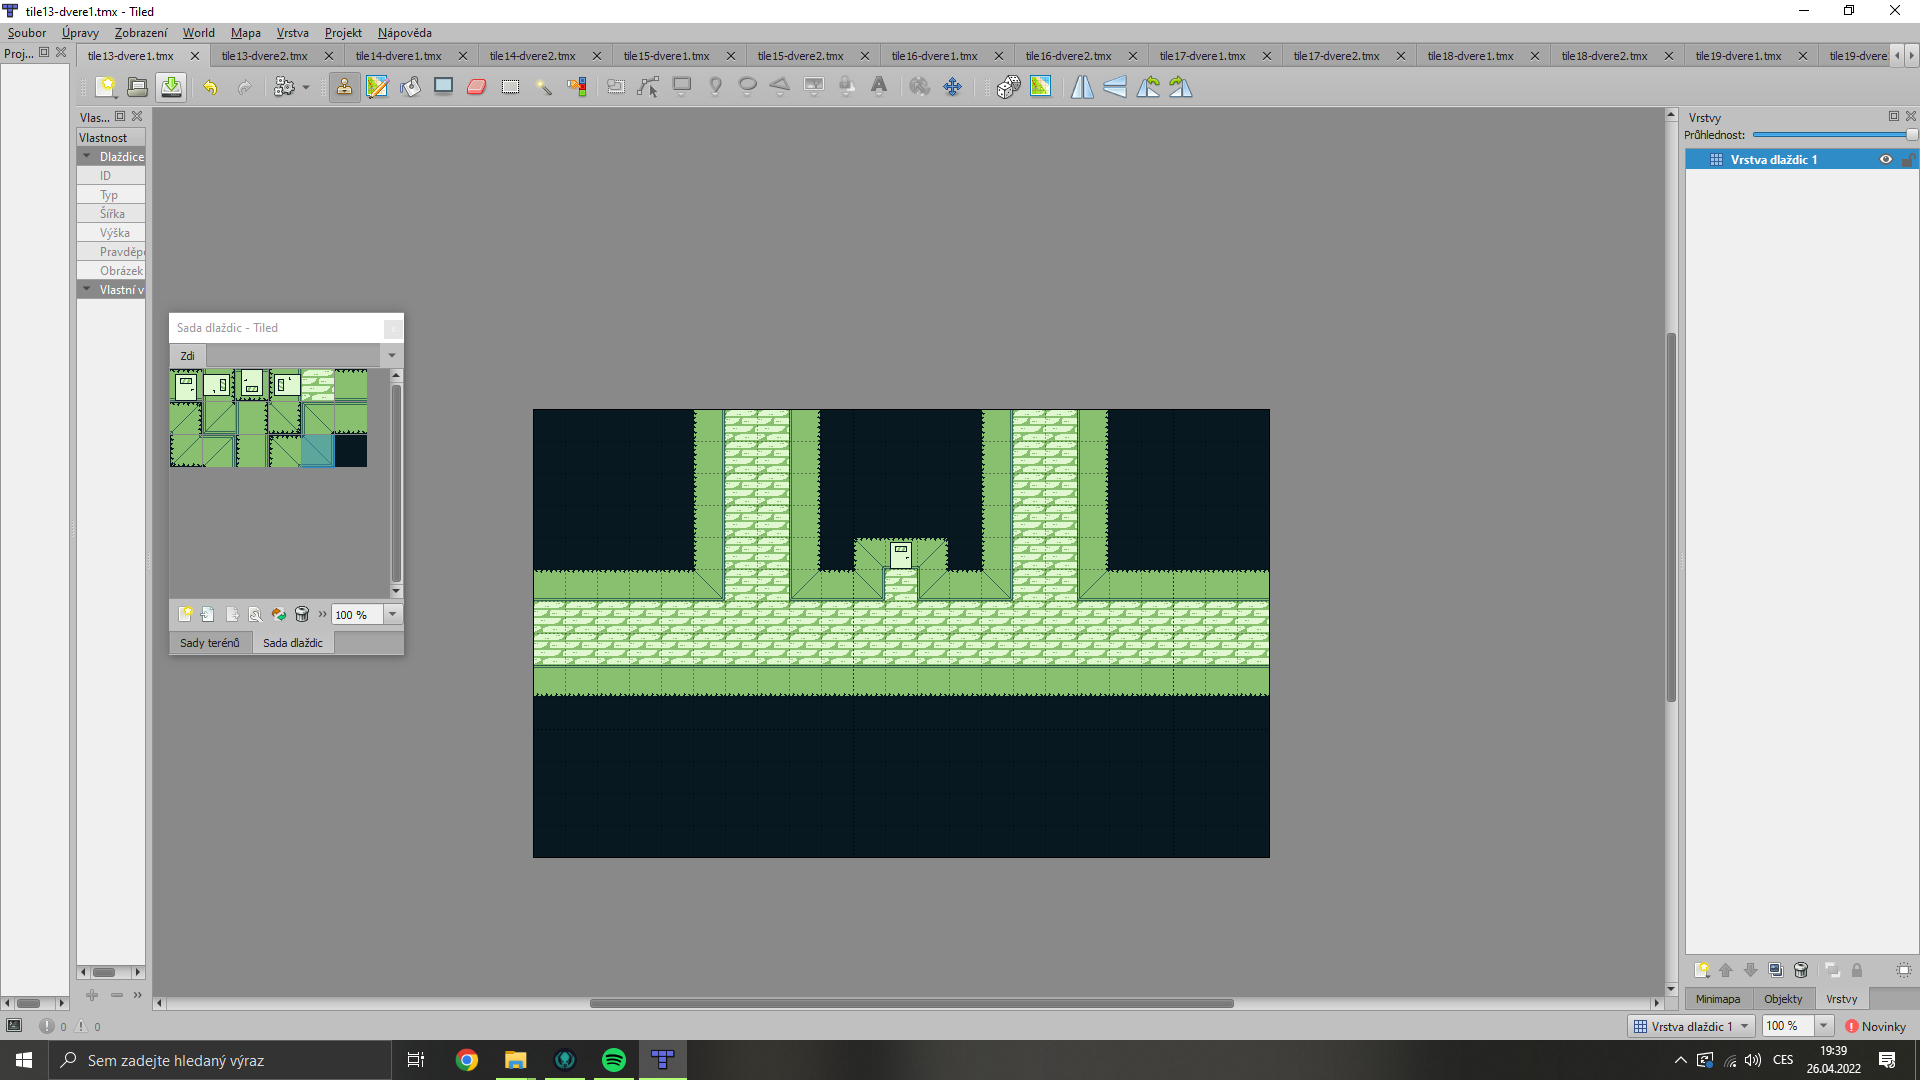 tile13-dvere1.tmx - Tiled
Soubor Úpravy Zobrazení World Mapa Vrstva Projekt Nápověda
Proj...
tile13-dvere1.tmx tile13-dvere2.tmx tile14-dvere1.tmx tile14-dvere2.tmx tile15-dvere1.tmx tile15-dvere2.tmx tile16-dvere1.tmx tile16-dvere2.tmx tile17-dvere1.tmx tile17-dvere2.tmx tile18-dvere1.tmx tile18-dvere2.tmx tile19-dvere1.tmx tile19-dvere
Vlas...
Vlastnost
Dlaždice
ID
Typ
Šířka
Výška
Pravděpo
Obrázek
Vlastní v
Sada dlaždic - Tiled
Zdi
100 %
Sady terénů Sada dlaždic
Vrstvy
Průhlednost:
Vrstva dlaždic 1
Minimapa Objekty Vrstvy
0 0
Vrstva dlaždic 1 100 % Novinky
Sem zadejte hledaný výraz
CES
19:39
26.04.2022